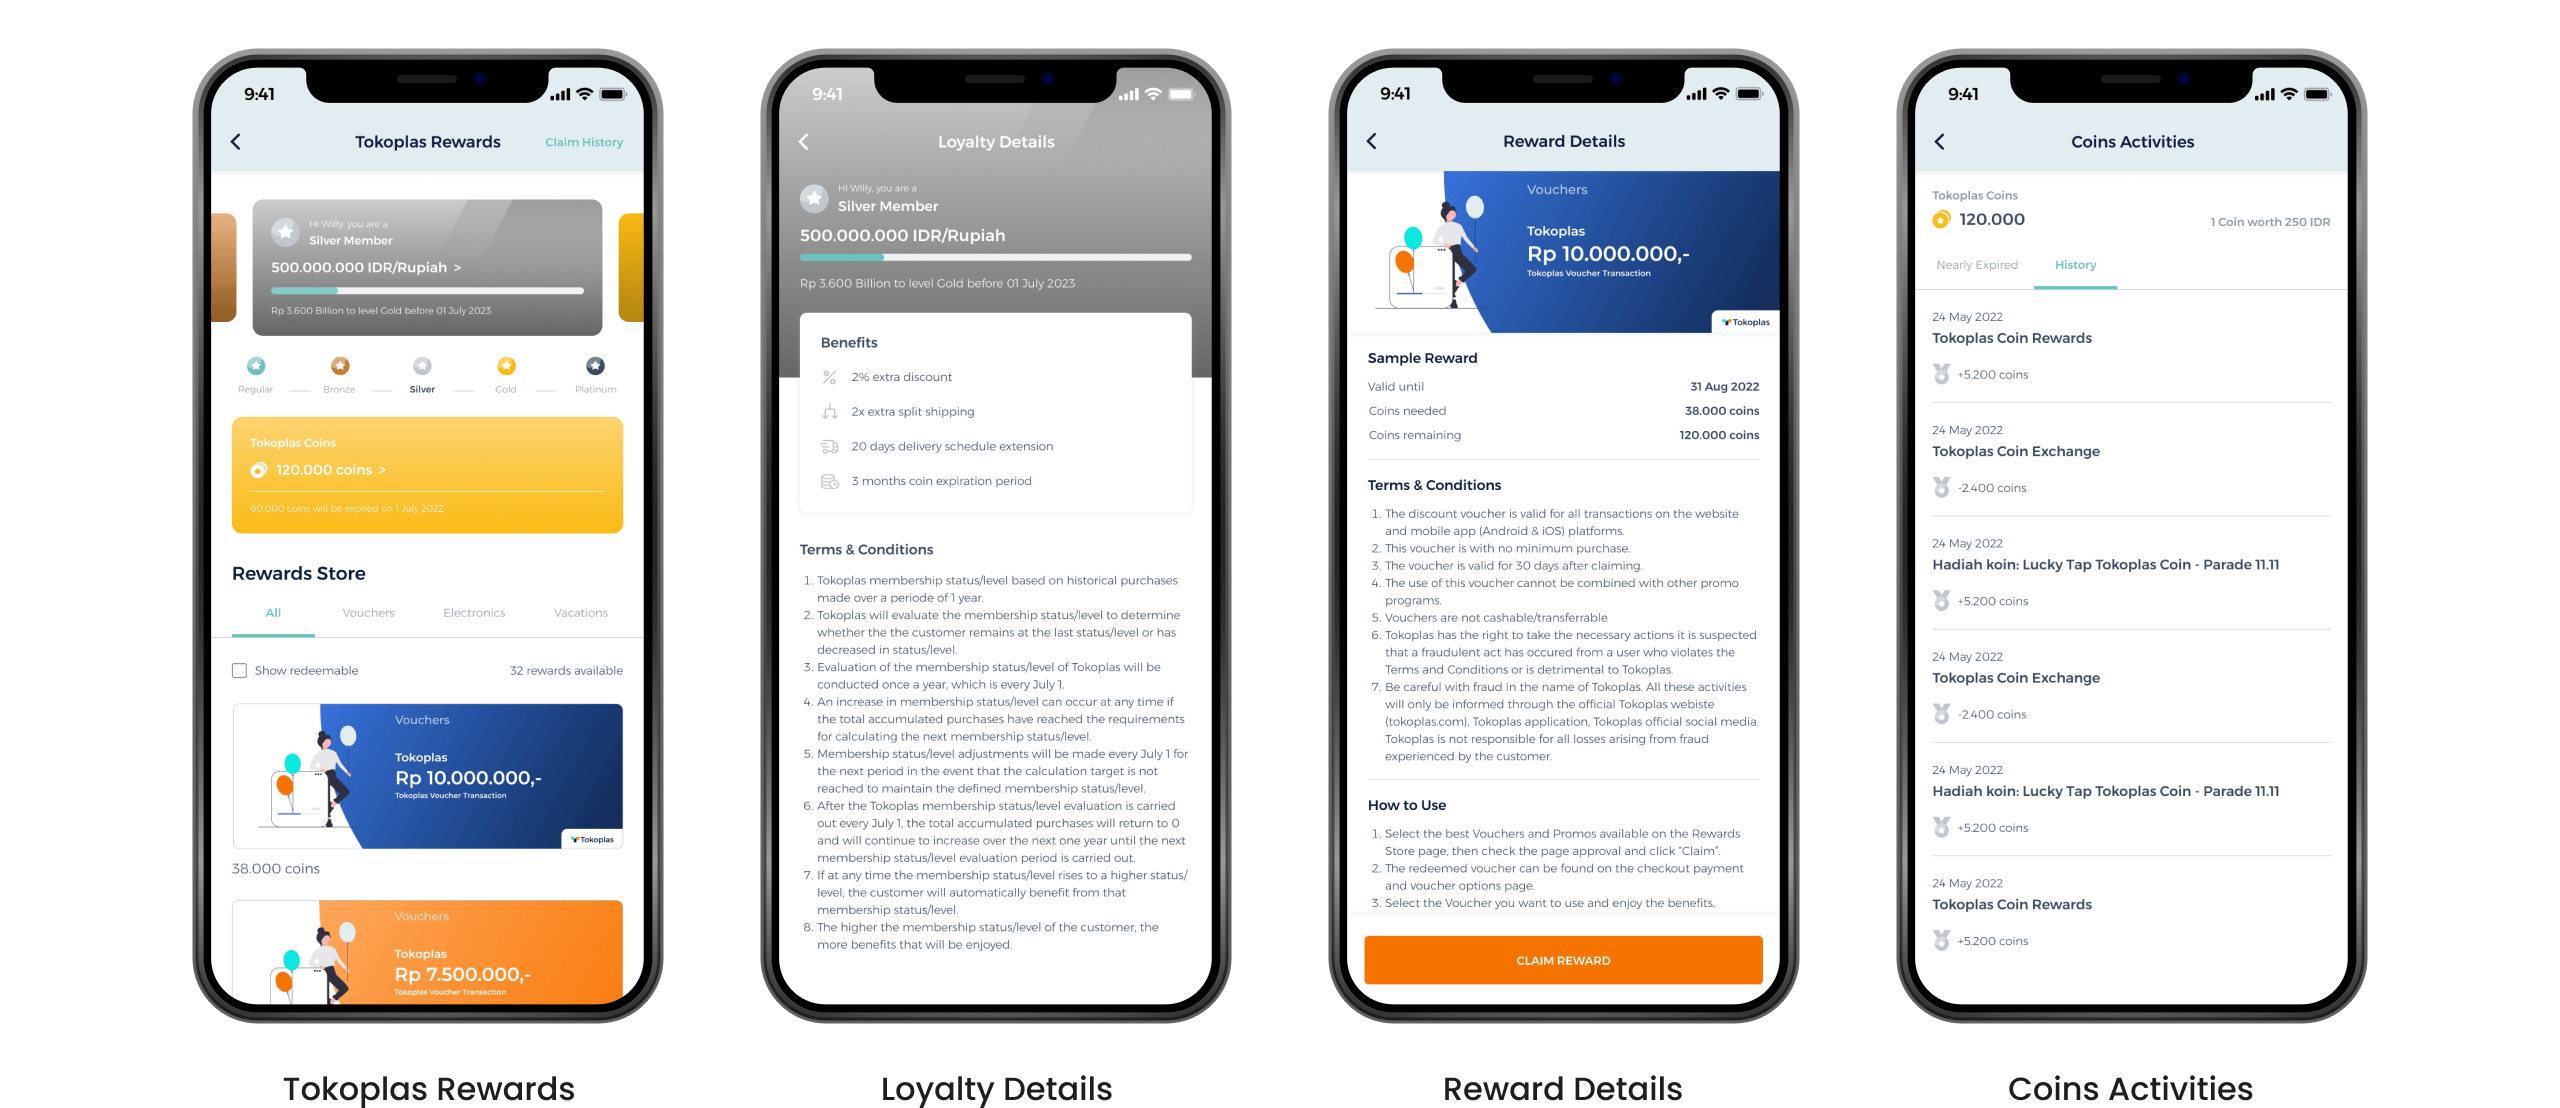 9:41
Tokoplas Rewards
Claim History
Hi Willy, you are a
Silver Member
500.000.000 IDR/Rupiah >
Rp 3.600 Billion to level Gold before 01 July 2023
Regular
Bronze
Silver
Gold
Platinum
Tokoplas Coins
120.000 coins >
60.000 coins will be expired on 1 July 2022
Rewards Store
All
Vouchers
Electronics
Vacations
Show redeemable
32 rewards available
Vouchers
Tokoplas
Rp 10.000.000,-
Tokoplas Voucher Transaction
Tokoplas
38.000 coins
Vouchers
Tokoplas
Rp 7.500.000,-
Tokoplas Voucher Transaction
Tokoplas Rewards
9:41
Loyalty Details
Hi Willy, you are a
Silver Member
500.000.000 IDR/Rupiah
Rp 3.600 Billion to level Gold before 01 July 2023
Benefits
2% extra discount
2x extra split shipping
20 days delivery schedule extension
3 months coin expiration period
Terms & Conditions
1. Tokoplas membership status/level based on historical purchases
made over a periode of 1 year.
2. Tokoplas will evaluate the membership status/level to determine
whether the the customer remains at the last status/level or has
decreased in status/level.
3. Evaluation of the membership status/level of Tokoplas will be
conducted once a year, which is every July 1.
4. An increase in membership status/level can occur at any time if
the total accumulated purchases have reached the requirements
for calculating the next membership status/level.
5. Membership status/level adjustments will be made every July 1 for
the next period in the event that the calculation target is not
reached to maintain the defined membership status/level.
6. After the Tokoplas membership status/level evaluation is carried
out every July 1, the total accumulated purchases will return to 0
and will continue to increase over the next one year until the next
membership status/level evaluation period is carried out.
7. If at any time the membership status/level rises to a higher status/
level, the customer will automatically benefit from that
membership status/level.
8. The higher the membership status/level of the customer, the
more benefits that will be enjoyed.
Loyalty Details
9:41
Reward Details
Vouchers
Tokoplas
Rp 10.000.000,-
Tokoplas Voucher Transaction
Tokoplas
Sample Reward
Valid until
31 Aug 2022
Coins needed
38.000 coins
Coins remaining
120.000 coins
Terms & Conditions
1. The discount voucher is valid for all transactions on the website
and mobile app (Android & iOS) platforms.
2. This voucher is with no minimum purchase.
3. The voucher is valid for 30 days after claiming.
4. The use of this voucher cannot be combined with other promo
programs.
5. Vouchers are not cashable/transferrable
6. Tokoplas has the right to take the necessary actions it is suspected
that a fraudulent act has occured from a user who violates the
Terms and Conditions or is detrimental to Tokoplas.
7. Be careful with fraud in the name of Tokoplas. All these activities
will only be informed through the official Tokoplas webiste
(tokoplas.com), Tokoplas application, Tokoplas official social media.
Tokoplas is not responsible for all losses arising from fraud
experienced by the customer.
How to Use
1. Select the best Vouchers and Promos available on the Rewards
Store page, then check the page approval and click "Claim".
2. The redeemed voucher can be found on the checkout payment
and voucher options page.
3. Select the Voucher you want to use and enjoy the benefits.
CLAIM REWARD
Reward Details
9:41
Coins Activities
Tokoplas Coins
120.000
1 Coin worth 250 IDR
Nearly Expired
History
24 May 2022
Tokoplas Coin Rewards
+5.200 coins
24 May 2022
Tokoplas Coin Exchange
-2.400 coins
24 May 2022
Hadiah koin: Lucky Tap Tokoplas Coin - Parade 11.11
+5.200 coins
24 May 2022
Tokoplas Coin Exchange
-2.400 coins
24 May 2022
Hadiah koin: Lucky Tap Tokoplas Coin - Parade 11.11
+5.200 coins
24 May 2022
Tokoplas Coin Rewards
+5.200 coins
Coins Activities